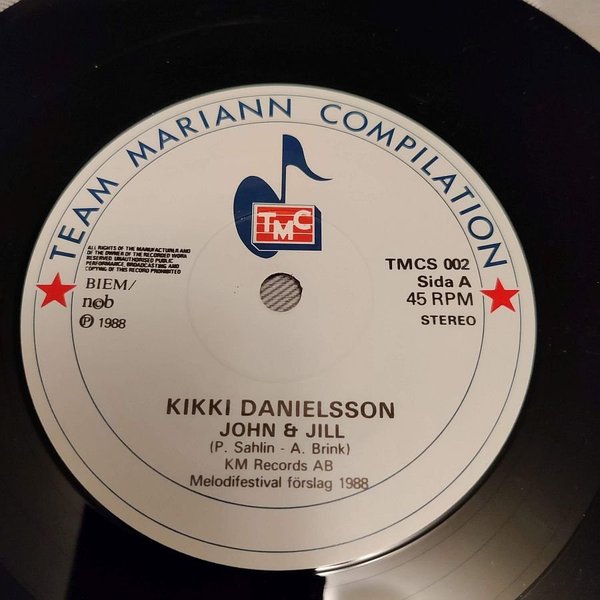 TEAM MARIANN COMPILATION
TMC
ALL RIGHTS OF THE MANUFACTURER AND
OF THE OWNER OF THE RECORDED WORK
RESERVED UNAUTHORISED PUBLIC
PERFORMANCE, BROADCASTING AND
COPYING OF THIS RECORD PROHIBITED
BIEM/
ncb
Ⓟ 1988
TMCS 002
Sida A
45 RPM
STEREO
KIKKI DANIELSSON
JOHN & JILL
(P. Sahlin - A. Brink)
KM Records AB
Melodifestival förslag 1988